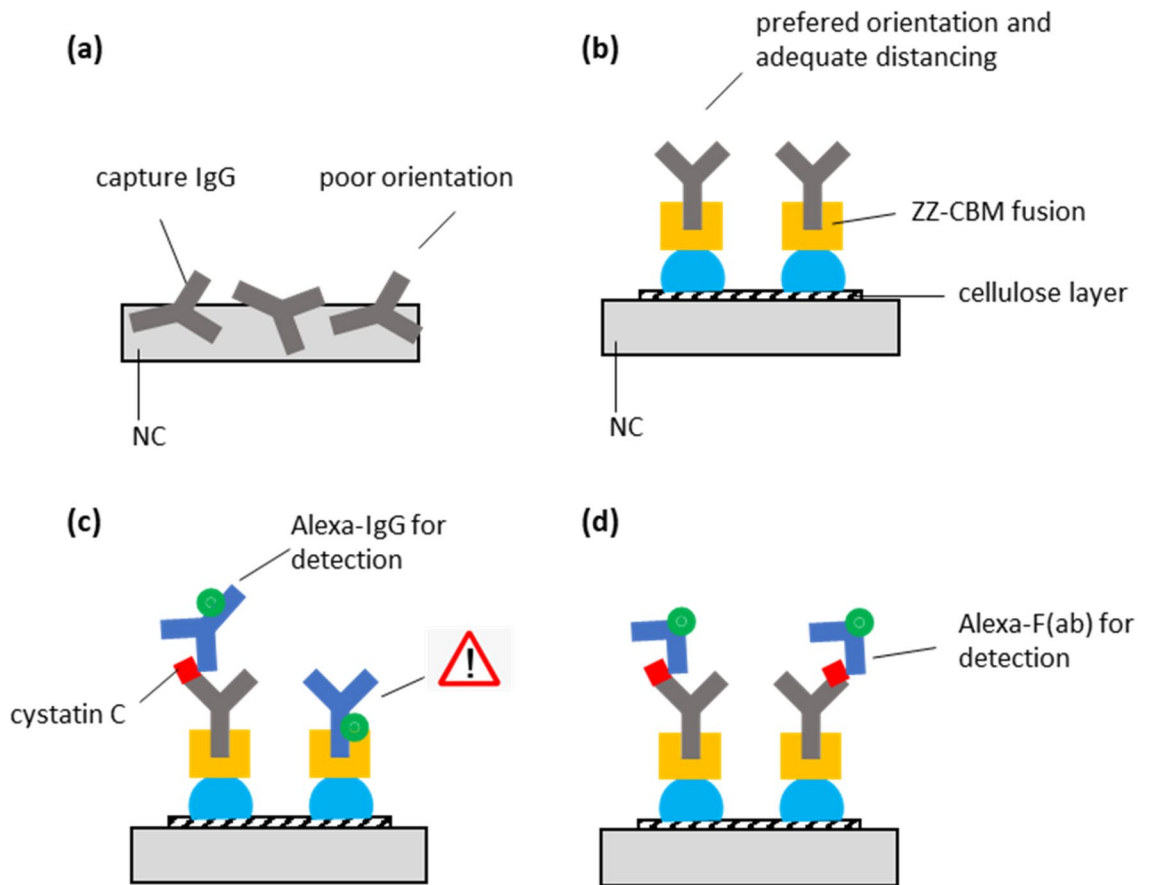 (a)
capture IgG
poor orientation
NC
(b)
prefered orientation and
adequate distancing
ZZ-CBM fusion
cellulose layer
NC
(c)
Alexa-IgG for
detection
!
cystatin C
(d)
Alexa-F(ab) for
detection